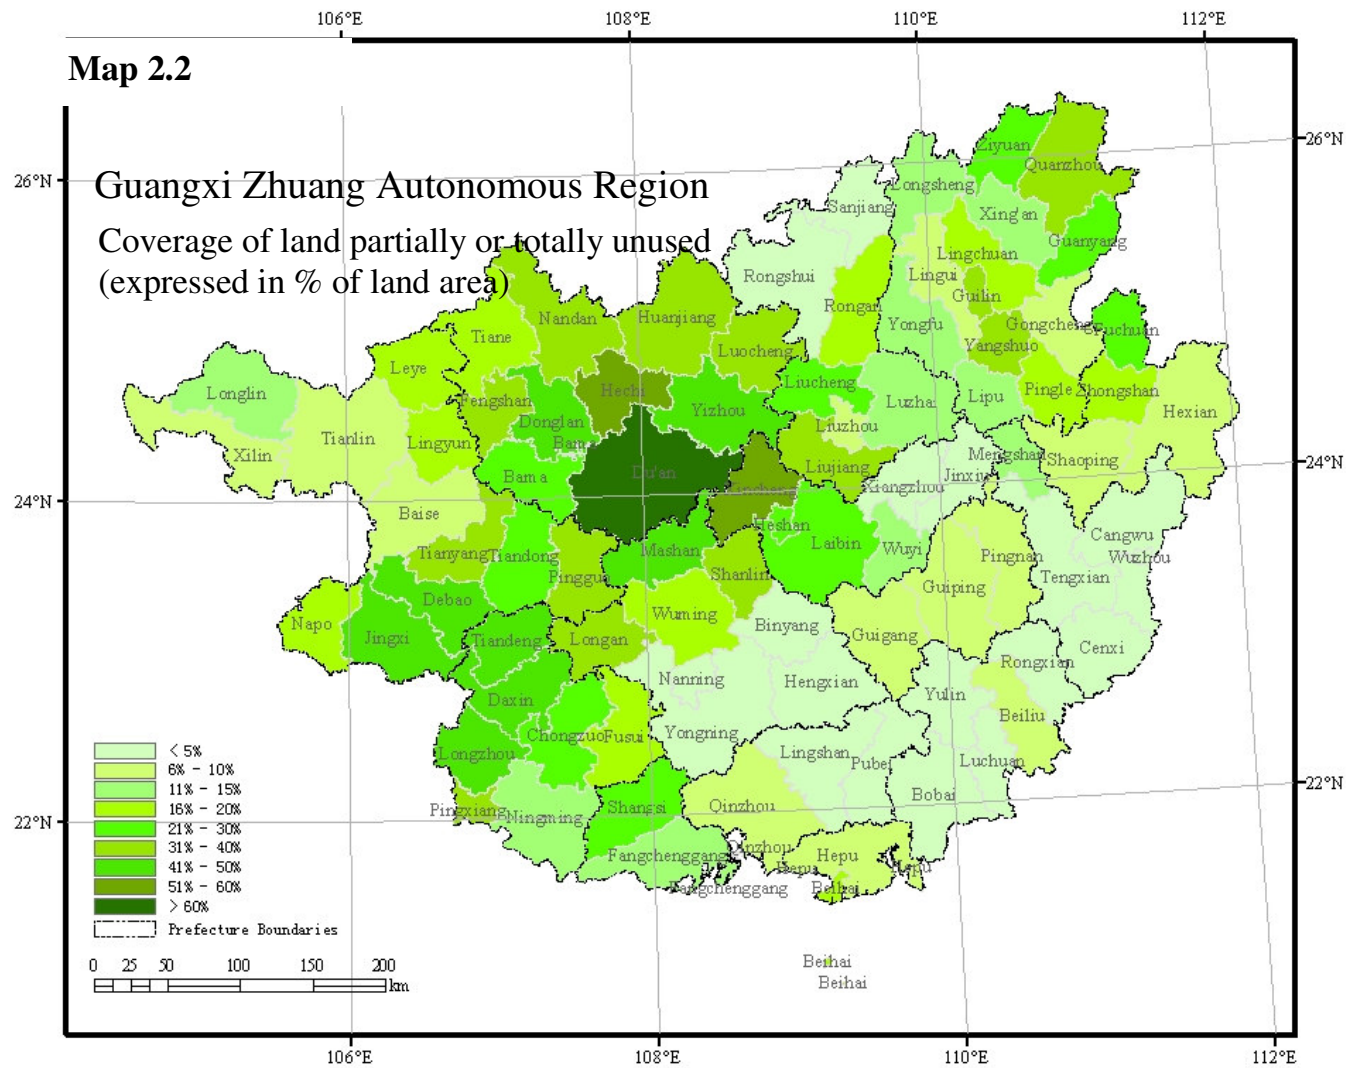 106°E 108°E 110°E 112°E
Map 2.2
26°N
26°N
Guangxi Zhuang Autonomous Region
Coverage of land partially or totally unused
(expressed in % of land area)
Ziyuan
Quanzhou
Longsheng
Sanjiang
Xing'an
Guanyang
Lingchuan
Rongshui
Lingui
Guilin
Rongan
Nandan
Huanjiang
Yongfu
Gongcheng
Fuchuan
Tiane
Yangshuo
Luocheng
Leye
Liucheng
Hechi
Longlin
Pingle
Zhongshan
Lipu
Fengshan
Luzhai
Yizhou
Hexian
Donglan
Liuzhou
Tianlin
Lingyun
Bama
Xilin
Mengshan
Shaoping
24°N
Liujiang
Du'an
Bama
Jinxiu
Xiangzhou
Xincheng
24°N
Baise
Heshan
Cangwu
Laibin
Wuyi
Mashan
Tianyang
Tiandong
Pingnan
Wuzhou
Pingguo
Shanlin
Tengxian
Guiping
Debao
Wuming
Napo
Binyang
Jingxi
Tiandeng
Longan
Guigang
Cenxi
Rongxian
Nanning
Hengxian
Yulin
Daxin
Beiliu
Chongzuo
Fusui
Yongning
Longzhou
Lingshan
Pubei
Luchuan
22°N
Bobai
Pingxiang
Ningming
Shangsi
Qinzhou
22°N
Qinzhou
Fangchenggang
Hepu
Hepu
Hepu
Beihai
Fangchenggang
Beihai
Beihai
< 5%
6% - 10%
11% - 15%
16% - 20%
21% - 30%
31% - 40%
41% - 50%
51% - 60%
> 60%
Prefecture Boundaries
0 25 50 100 150 200
km
106°E 108°E 110°E 112°E